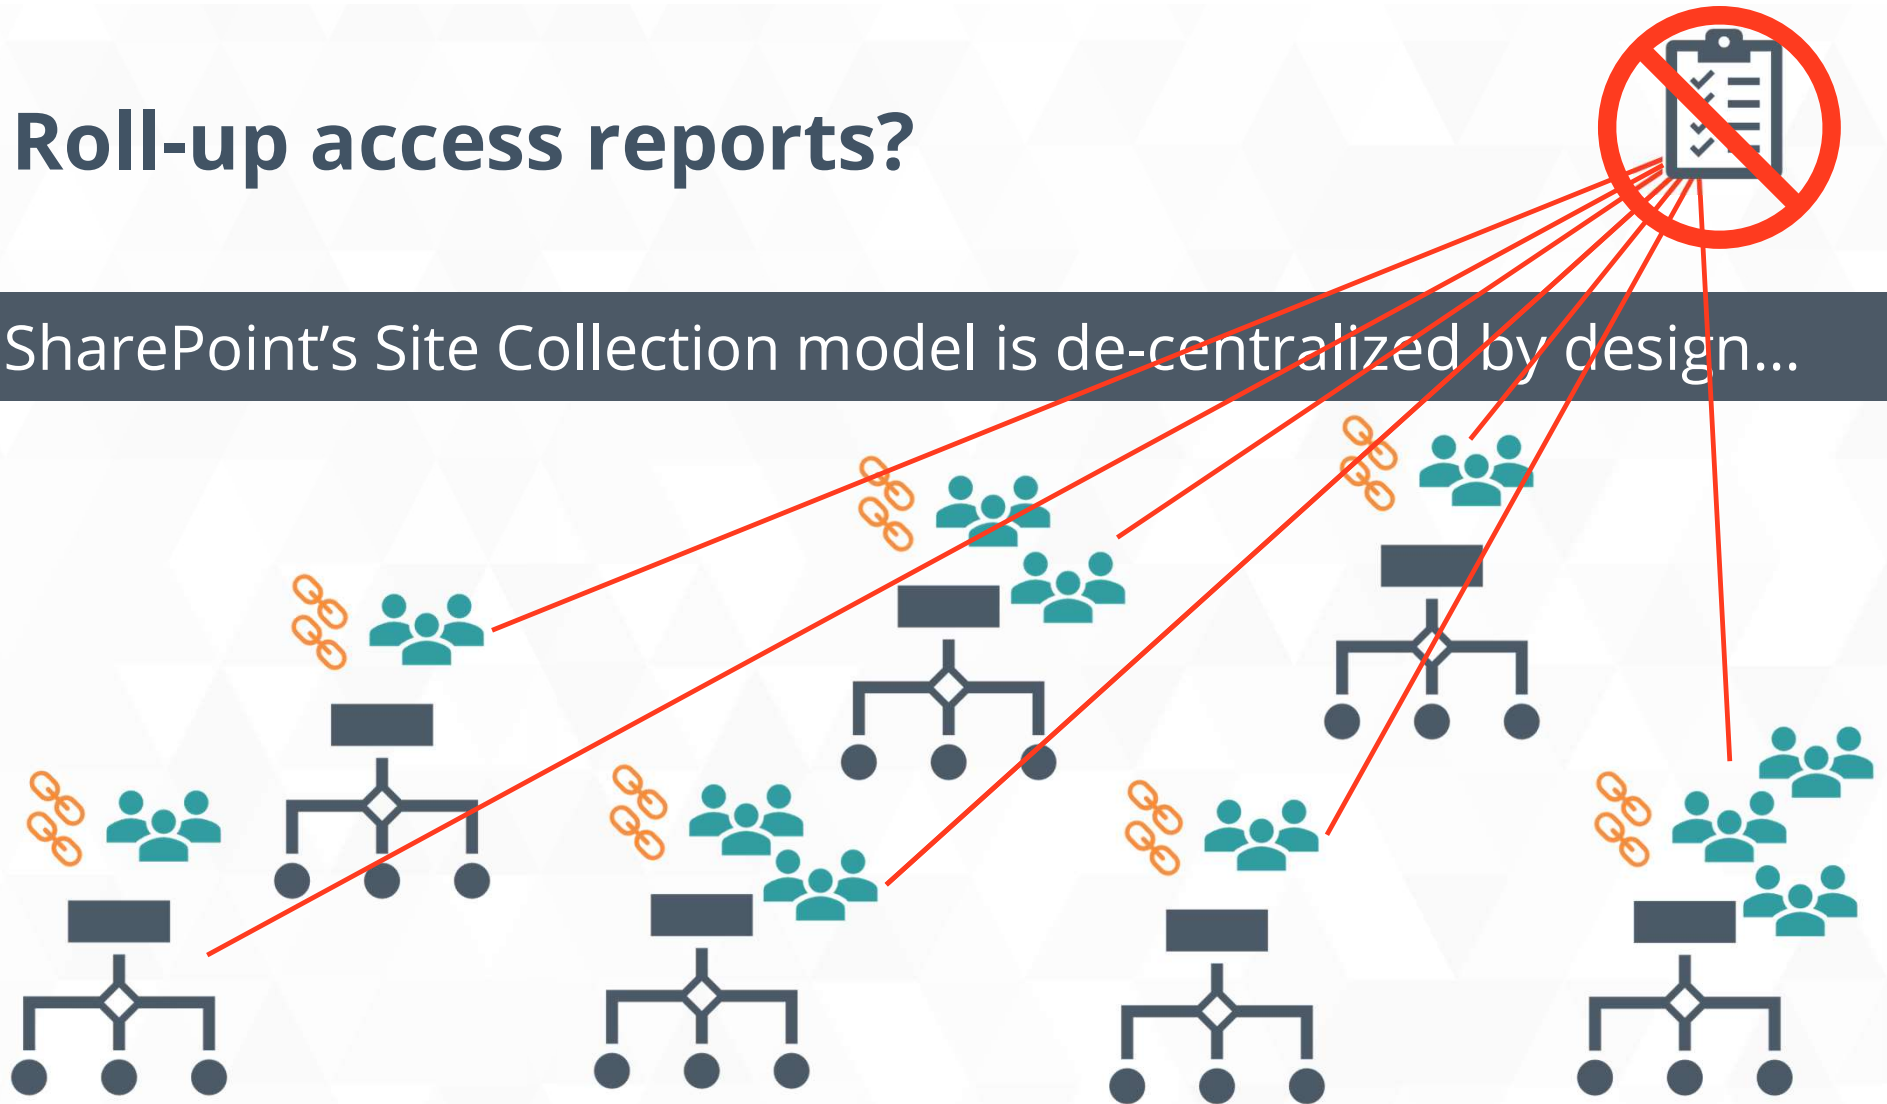 Roll-up access reports?
SharePoint’s Site Collection model is de-centralized by design...